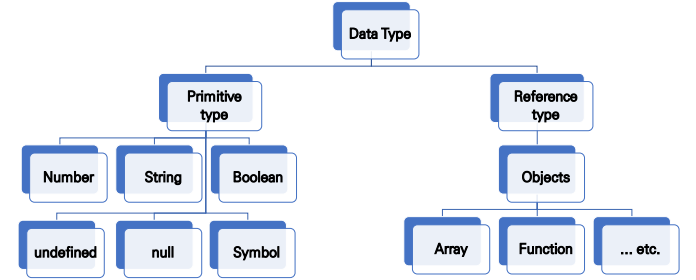 Data Type
Primitive
type
Reference
type
Number
String
Boolean
Objects
undefined
null
Symbol
Array
Function
... etc.